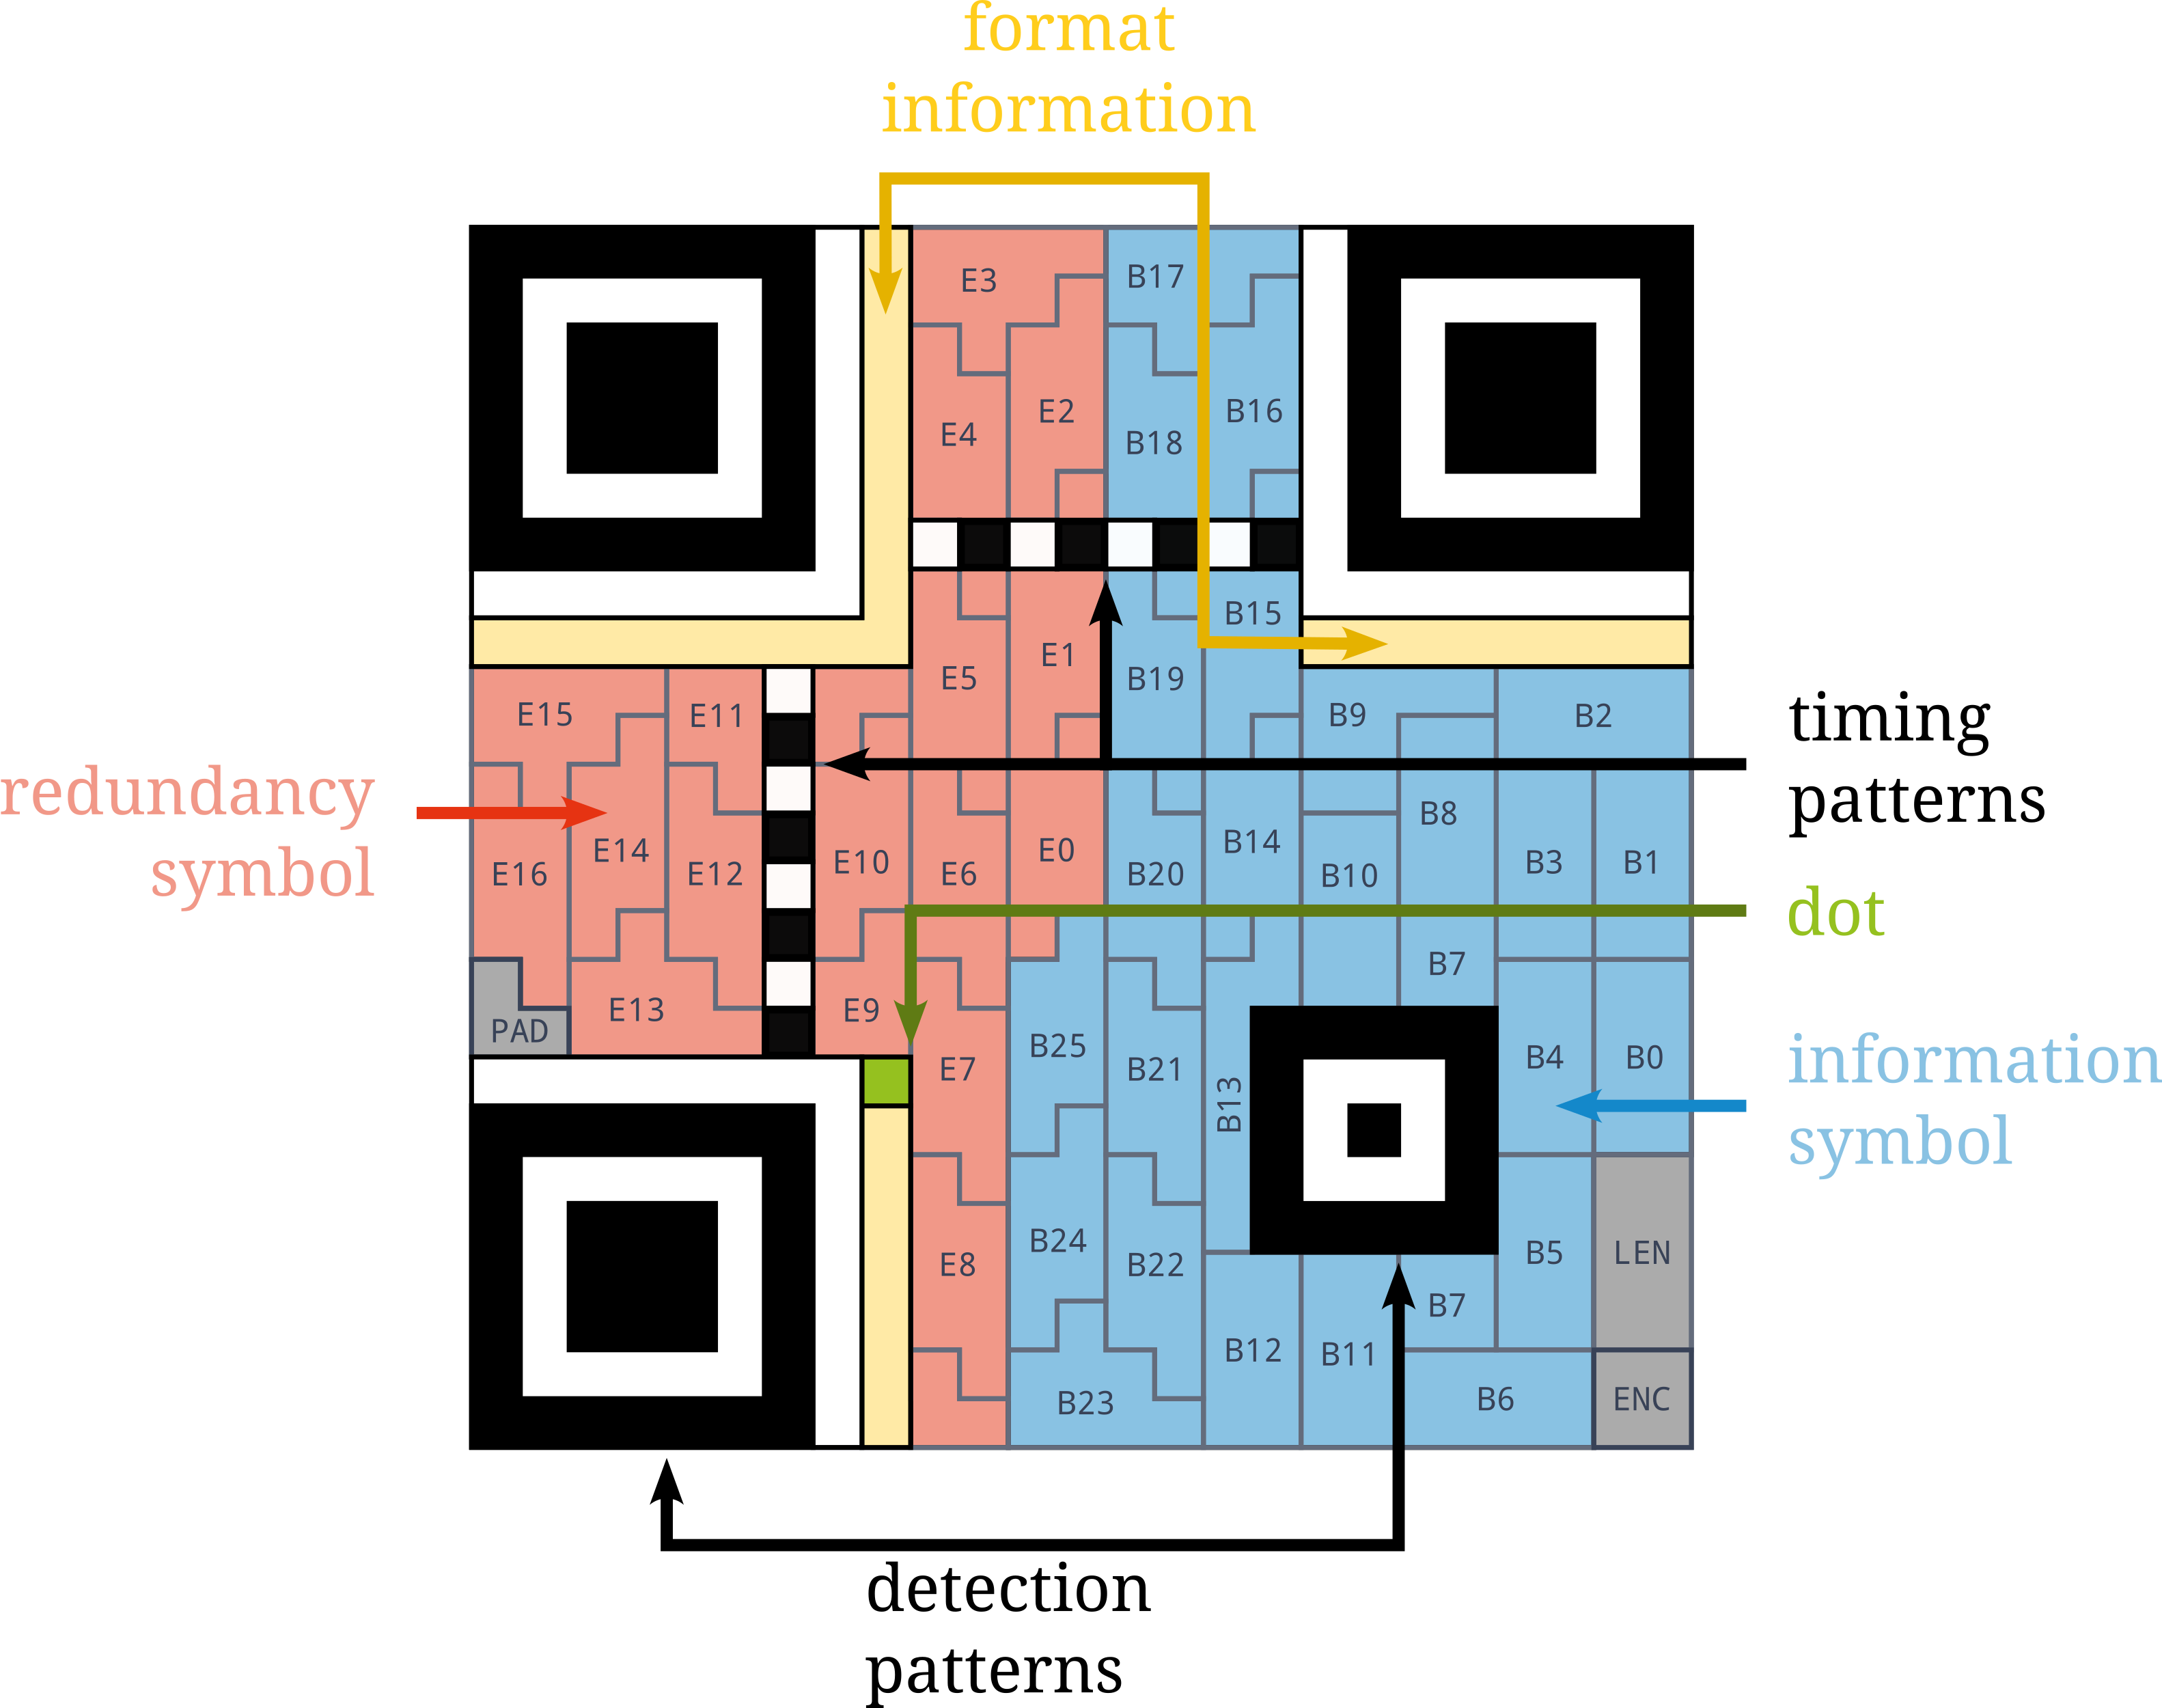 format
information
E3
B17
E2
B16
E4
B18
B15
E1
E5
B19
E15
E11
B9
B2
timing
patterns
redundancy
symbol
E14
E16
E12
E10
E6
E0
B20
B14
B10
B8
B3
B1
dot
B7
PAD
E13
E9
E7
B25
B21
B13
B4
B0
information
symbol
E8
B24
B22
B5
LEN
B7
B12
B11
B23
B6
ENC
detection
patterns